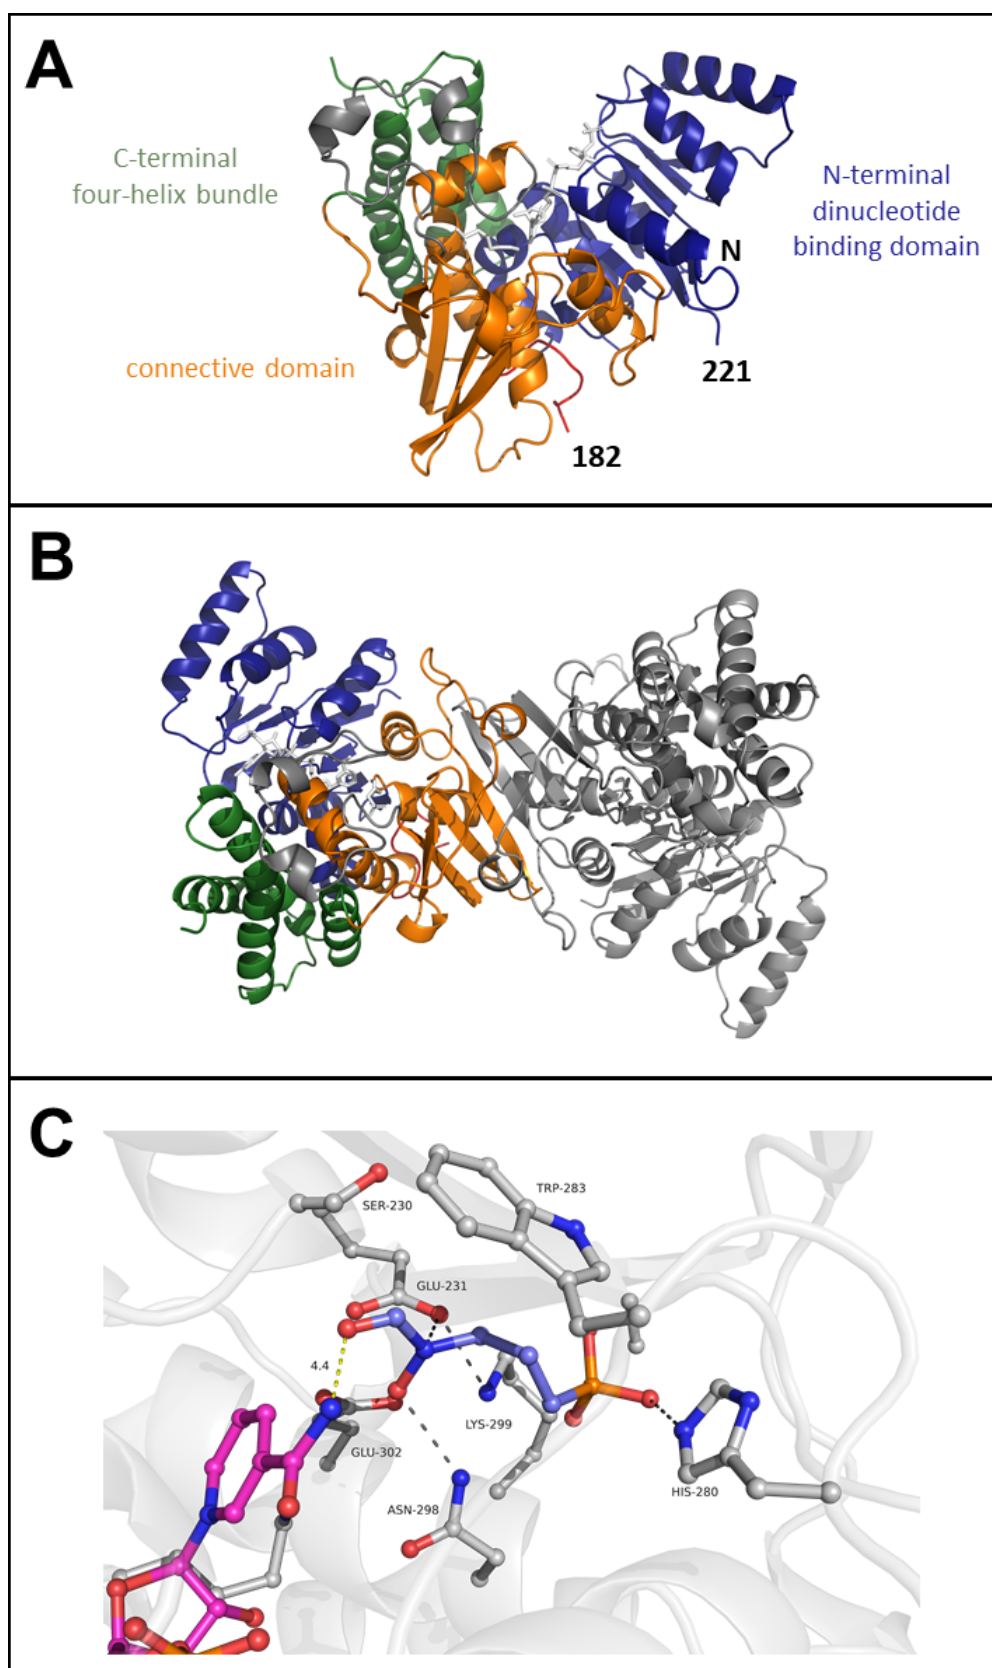 A
C-terminal
four-helix bundle
N-terminal
dinucleotide
binding domain
N
connective domain
221
182
B
C
TRP-283
SER-230
GLU-231
4.4
LYS-299
GLU-302
HIS-280
ASN-298